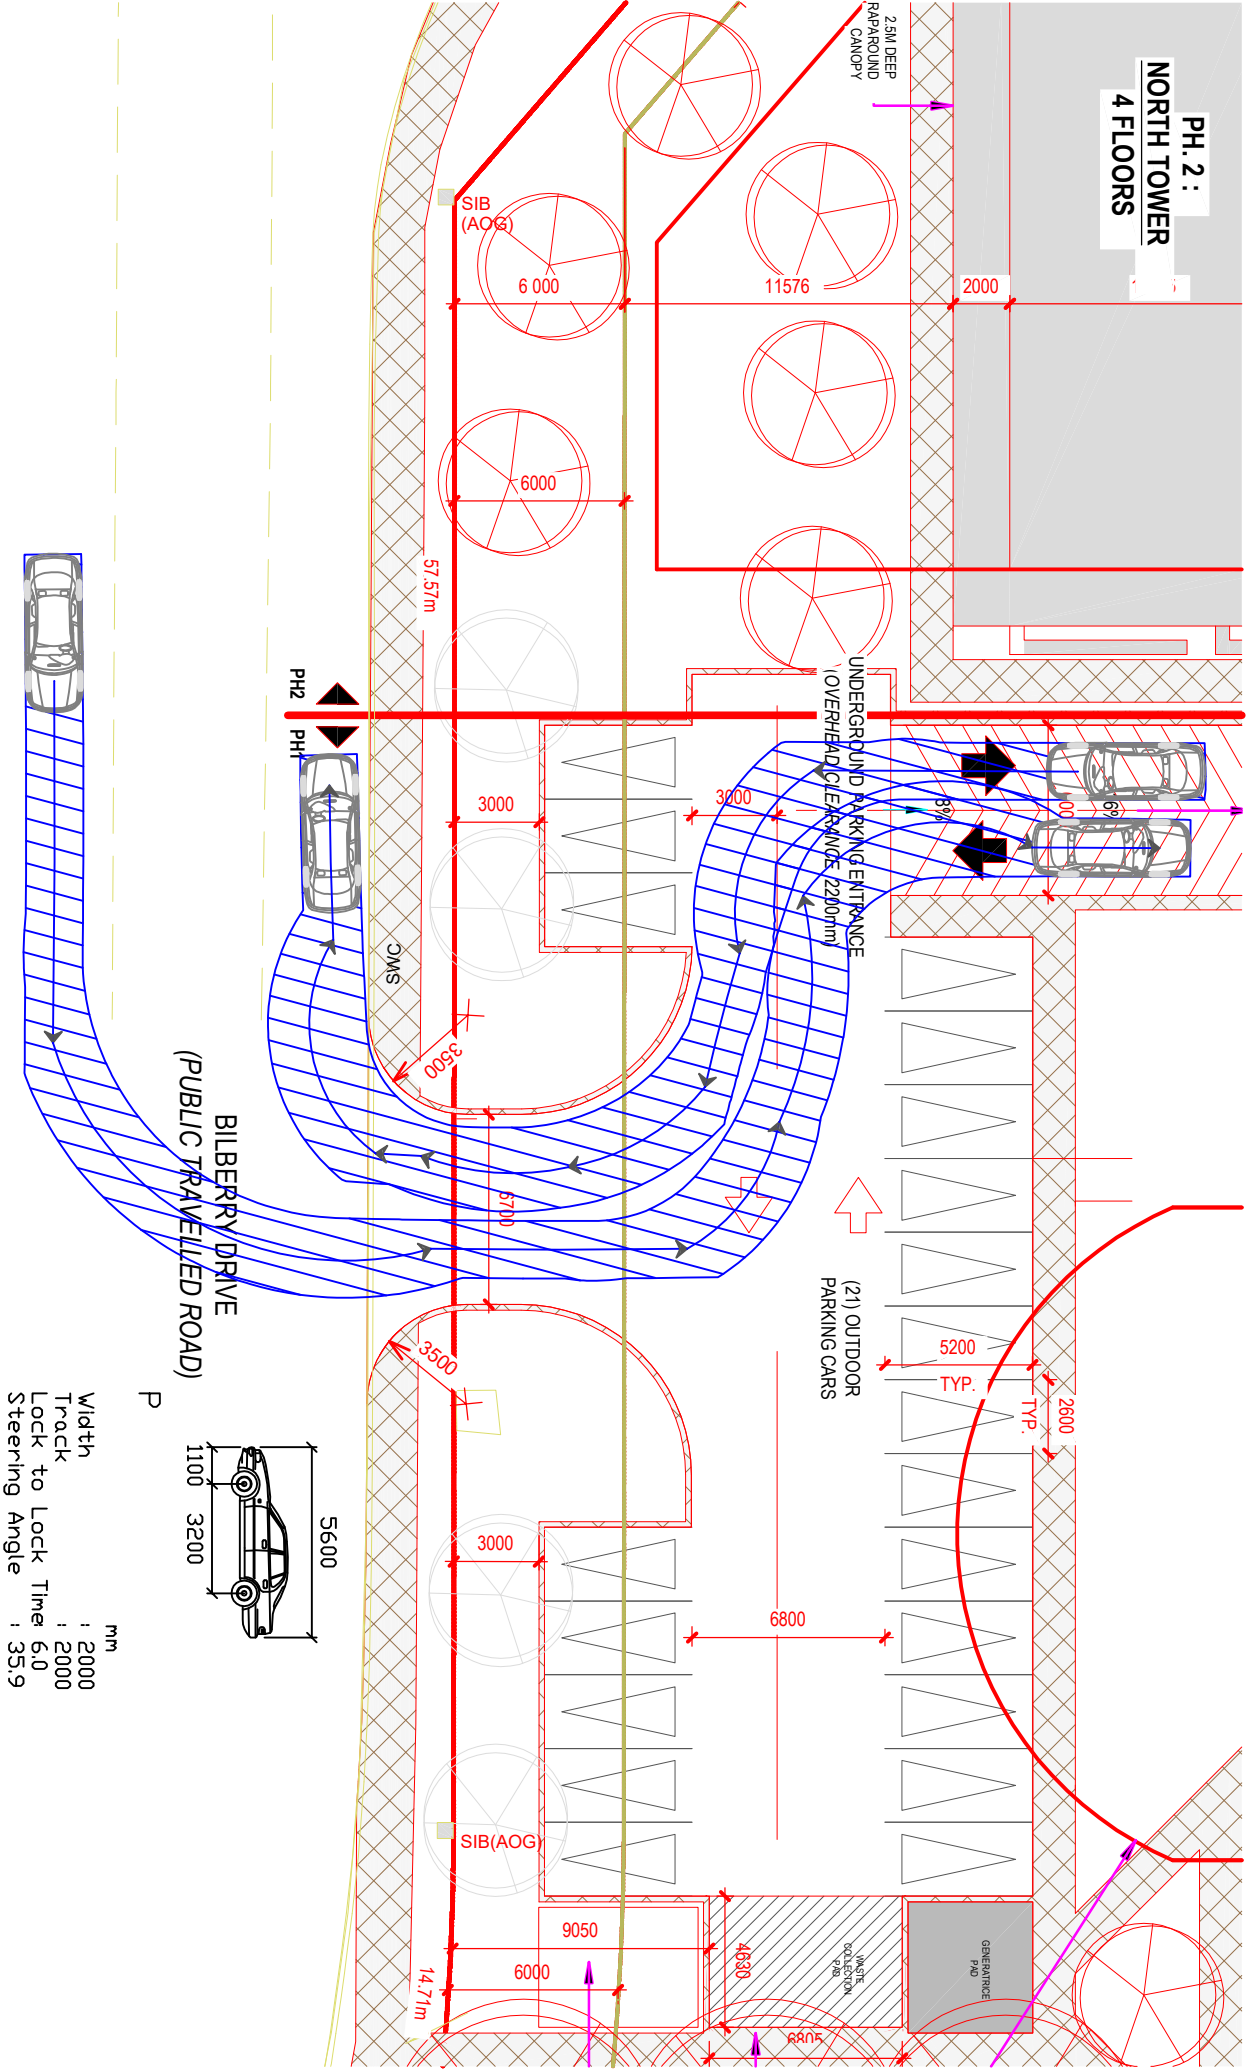 PH. 2 :
NORTH TOWER
4 FLOORS
2.5M DEEP
RAPAROUND
CANOPY
SIB
(AOG)
6 000
11576
2000
6000
57.57m
PH2
PH1
UNDERGROUND PARKING ENTRANCE
(OVERHEAD CLEARANCE 2200mm)
3000
3000
8%
6%
SWC
3500
6700
BILBERRY DRIVE
(PUBLIC TRAVELLED ROAD)
(21) OUTDOOR
PARKING CARS
3500
5200
TYP.
2600
TYP.
P
5600
1100
3200
mm
Width : 2000
Track : 2000
Lock to Lock Time: 6.0
Steering Angle : 35.9
3000
6800
SIB(AOG)
9050
6000
4630
14.71m
6805
WASTE
COLLECTION
PAD
GENERATRICE
PAD